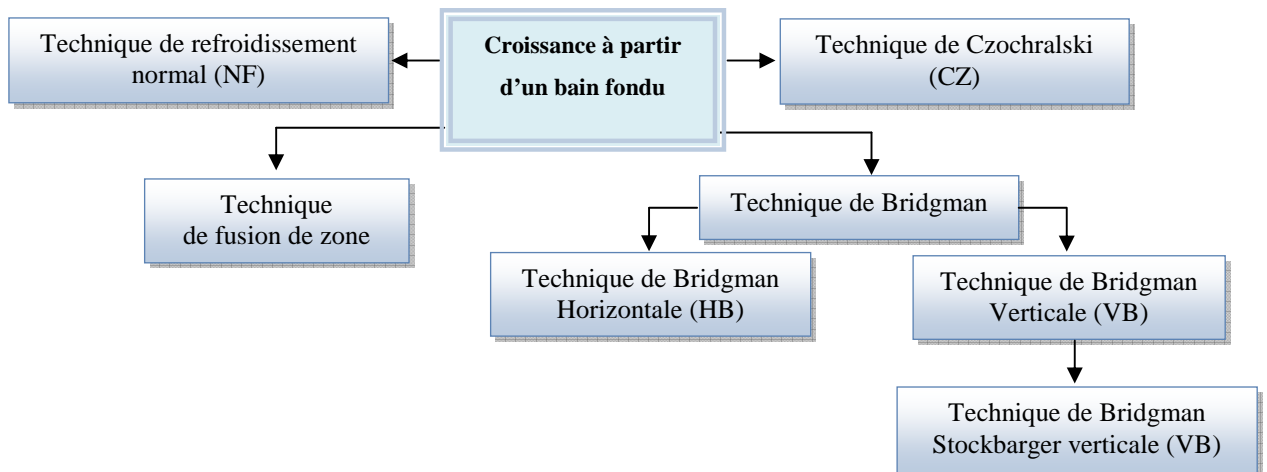 Technique de refroidissement
normal (NF)
Croissance à partir
d’un bain fondu
Technique de Czochralski
(CZ)
Technique
de fusion de zone
Technique de Bridgman
Technique de Bridgman
Horizontale (HB)
Technique de Bridgman
Verticale (VB)
Technique de Bridgman
Stockbarger verticale (VB)